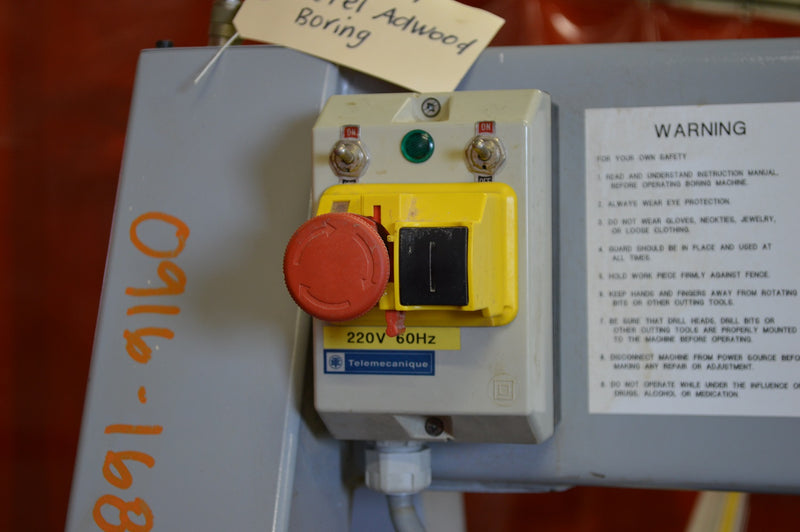 Adwood
Boring
ON
ON
OFF
220V 60Hz
Telemecanique
0916-1681
WARNING
FOR YOUR OWN SAFETY
1. READ AND UNDERSTAND INSTRUCTION MANUAL,
BEFORE OPERATING BORING MACHINE.
2. ALWAYS WEAR EYE PROTECTION.
3. DO NOT WEAR GLOVES, NECKTIES, JEWELRY,
OR LOOSE CLOTHING.
4. GUARD SHOULD BE IN PLACE AND USED AT
ALL TIMES.
5. HOLD WORK PIECE FIRMLY AGAINST FENCE.
6. KEEP HANDS AND FINGERS AWAY FROM ROTATING
BITS OR OTHER CUTTING TOOLS.
7. BE SURE THAT DRILL HEADS, DRILL BITS OR
OTHER CUTTING TOOLS ARE PROPERLY MOUNTED
TO THE MACHINE BEFORE OPERATING.
8. DISCONNECT MACHINE FROM POWER SOURCE BEFO
MAKING ANY REPAIR OR ADJUSTMENT.
9. DO NOT OPERATE WHILE UNDER THE INFLUENCE O
DRUGS, ALCOHOL OR MEDICATION.